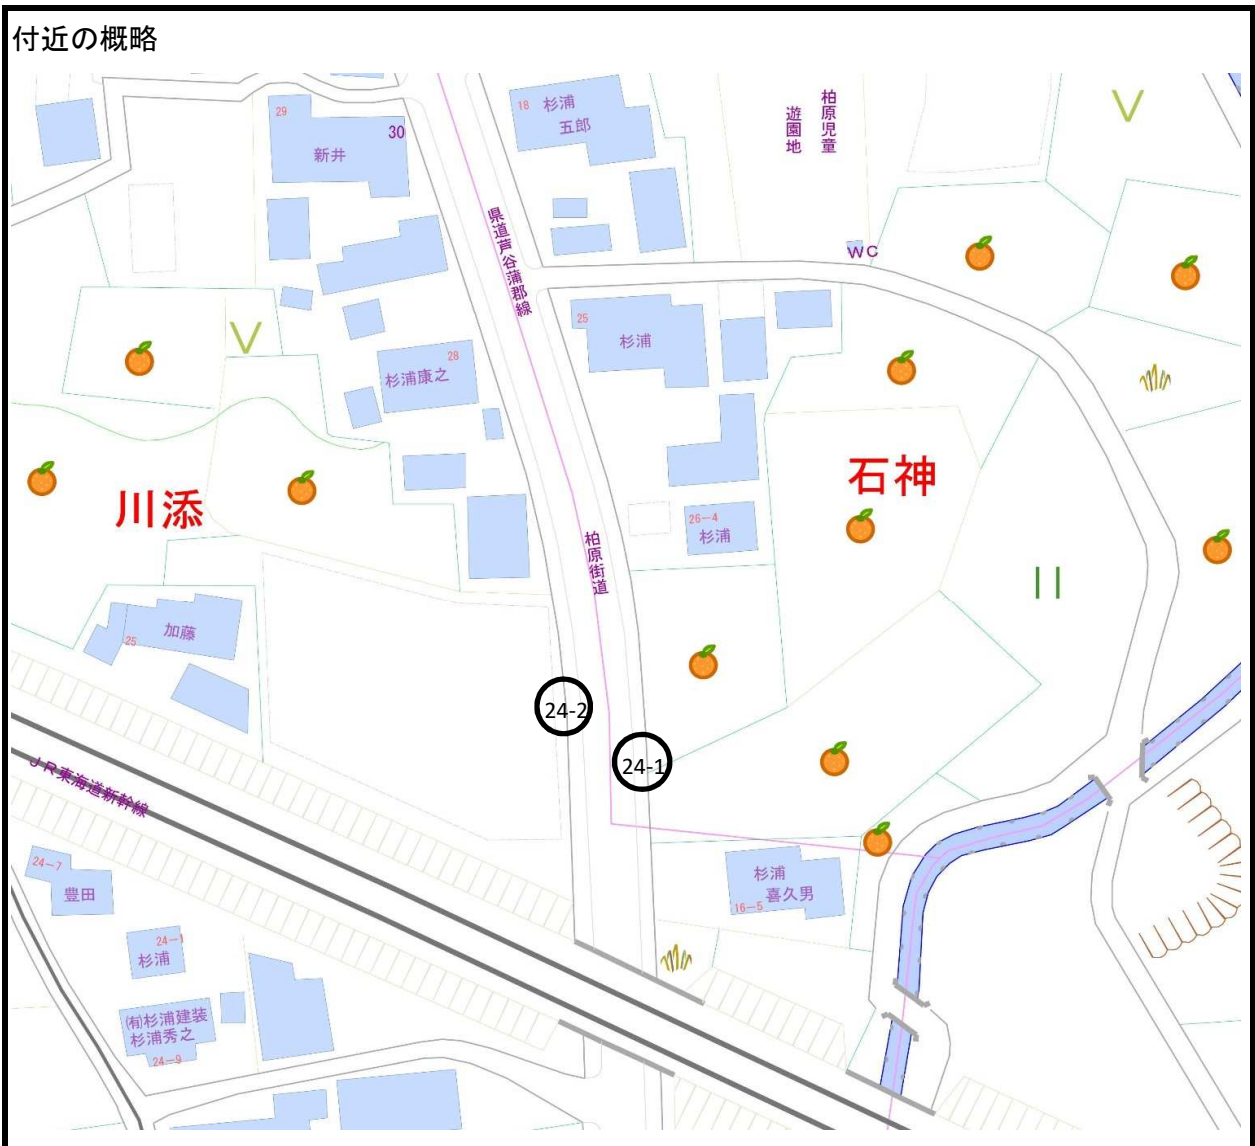 付近の概略
29
30
新井
18
杉浦
五郎
柏原児童
遊園地
県道芦谷蒲郡線
WC
25
杉浦
28
杉浦康之
川添
石神
26-4
杉浦
柏原街道
加藤
25
24-2
24-1
JR東海道新幹線
24-7
豊田
杉浦
喜久男
16-5
24-1
杉浦
㈲杉浦建装
杉浦秀之
24-9